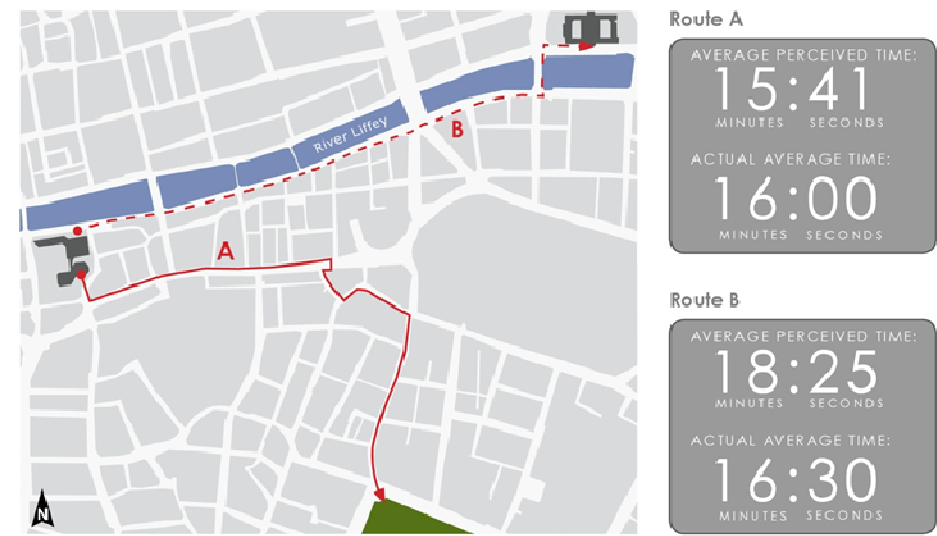 River Liffey
B
A
N
Route A
AVERAGE PERCEIVED TIME:
15:41
MINUTES SECONDS
ACTUAL AVERAGE TIME:
16:00
MINUTES SECONDS
Route B
AVERAGE PERCEIVED TIME:
18:25
MINUTES SECONDS
ACTUAL AVERAGE TIME:
16:30
MINUTES SECONDS